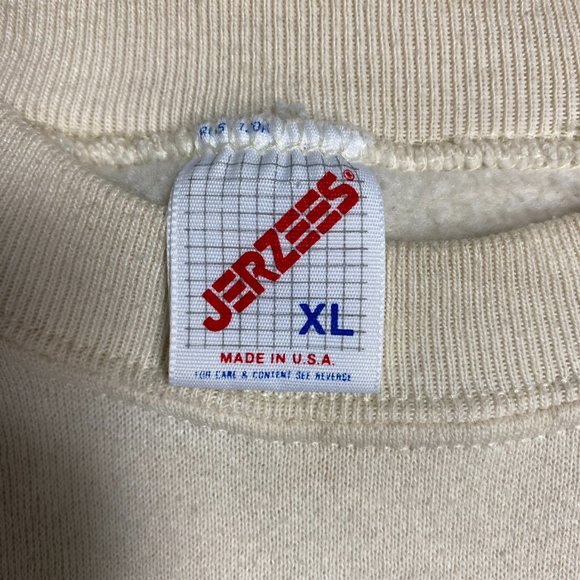 JERZEES®
XL
MADE IN U.S.A.
FOR CARE & CONTENT SEE REVERSE